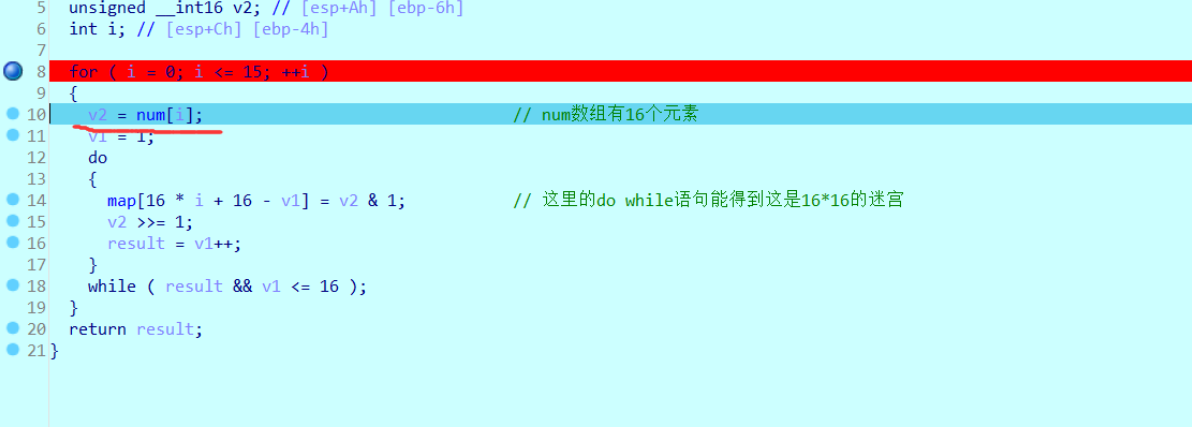 5 unsigned __int16 v2; // [esp+Ah] [ebp-6h]
6 int i; // [esp+Ch] [ebp-4h]
7
8 for ( i = 0; i <= 15; ++i )
9 {
10 v2 = num[i]; // num数组有16个元素
11 v1 = 1;
12 do
13 {
14 map[16 * i + 16 - v1] = v2 & 1; // 这里的do while语句能得到这是16*16的迷宫
15 v2 >>= 1;
16 result = v1++;
17 }
18 while ( result && v1 <= 16 );
19 }
20 return result;
21 }